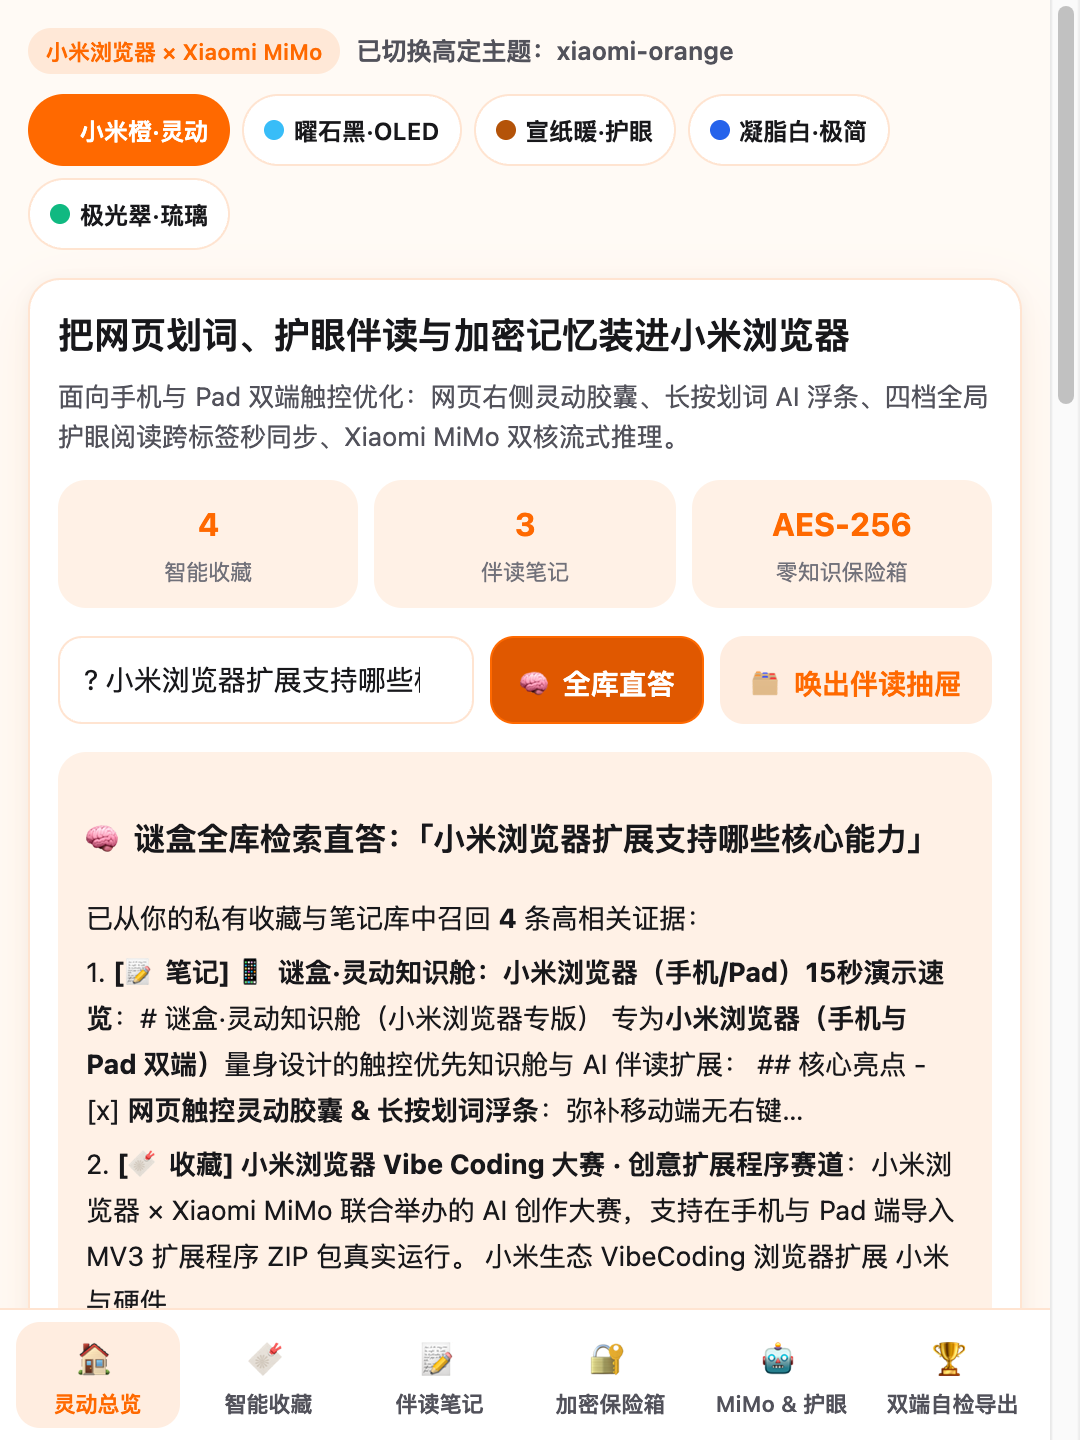 小米浏览器 × Xiaomi MiMo 已切换高定主题：xiaomi-orange
小米橙·灵动 曜石黑·OLED 宣纸暖·护眼 凝脂白·极简
极光翠·琉璃
把网页划词、护眼伴读与加密记忆装进小米浏览器
面向手机与 Pad 双端触控优化：网页右侧灵动胶囊、长按划词 AI 浮条、四档全局
护眼阅读跨标签秒同步、Xiaomi MiMo 双核流式推理。
4 3 AES-256
智能收藏 伴读笔记 零知识保险箱
? 小米浏览器扩展支持哪些 🧠 全库直答 🗂️ 唤出伴读抽屉
🧠 谜盒全库检索直答：「小米浏览器扩展支持哪些核心能力」
已从你的私有收藏与笔记库中召回 4 条高相关证据：
1. [📝 笔记] 📱 谜盒·灵动知识舱：小米浏览器（手机/Pad）15秒演示速
览：# 谜盒·灵动知识舱（小米浏览器专版） 专为小米浏览器（手机与
Pad 双端）量身设计的触控优先知识舱与 AI 伴读扩展： ## 核心亮点 -
[x] 网页触控灵动胶囊 & 长按划词浮条：弥补移动端无右键...
2. [🔖 收藏] 小米浏览器 Vibe Coding 大赛 · 创意扩展程序赛道：小米浏
览器 × Xiaomi MiMo 联合举办的 AI 创作大赛，支持在手机与 Pad 端导入
MV3 扩展程序 ZIP 包真实运行。 小米生态 VibeCoding 浏览器扩展 小米
与硬件
灵动总览 智能收藏 伴读笔记 加密保险箱 MiMo & 护眼 双端自检导出